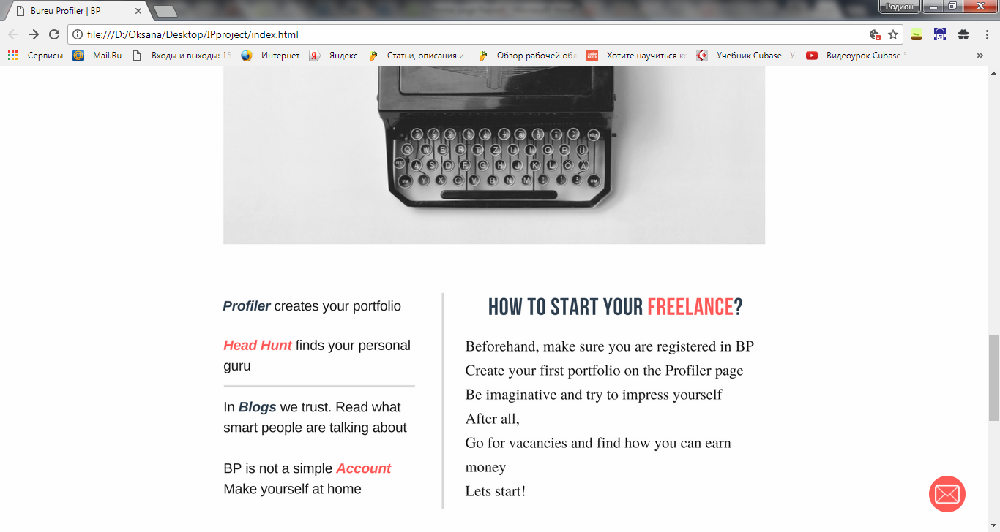 Bureu Profiler | BP
Родион
file:///D:/Oksana/Desktop/IPproject/index.html
Сервисы Mail.Ru Входы и выходы: 15 Интернет Яндекс Статьи, описания и Обзор рабочей обл Хотите научиться кс Учебник Cubase - У Видеоурок Cubase 5 »
Q W E R T Z U I O P Ü
A S D F G H J K L Ö Ä
UM Y X C V B N M UM
Profiler creates your portfolio
Head Hunt finds your personal
guru
In Blogs we trust. Read what
smart people are talking about
BP is not a simple Account
Make yourself at home
HOW TO START YOUR FREELANCE?
Beforehand, make sure you are registered in BP
Create your first portfolio on the Profiler page
Be imaginative and try to impress yourself
After all,
Go for vacancies and find how you can earn
money
Lets start!